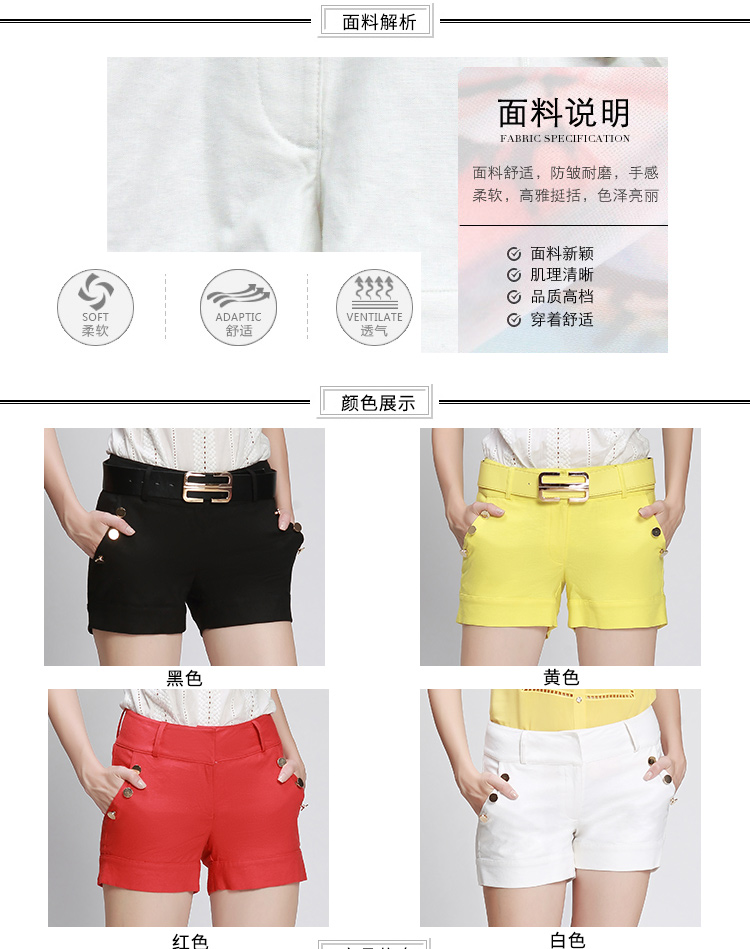 面料解析
面料说明
FABRIC SPECIFICATION
面料舒适，防皱耐磨，手感
柔软，高雅挺括，色泽亮丽
面料新颖
肌理清晰
品质高档
穿着舒适
SOFT
柔软
ADAPTIC
舒适
VENTILATE
透气
颜色展示
黑色
黄色
红色
白色